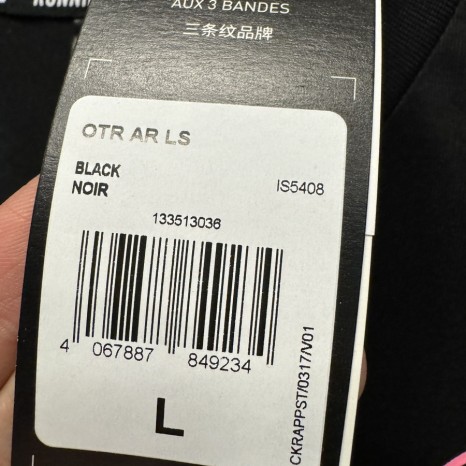 AUX 3 BANDES
三条纹品牌
OTR AR LS
BLACK
NOIR
IS5408
133513036
4 067887 849234
L
CKRAPPST/0317/V01